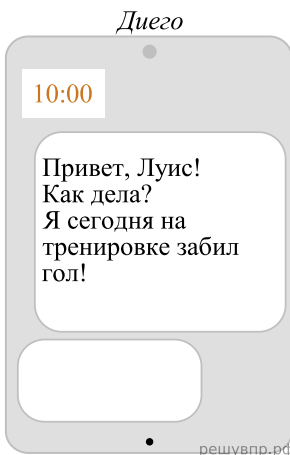 Диего
10:00
Привет, Луис!
Как дела?
Я сегодня на
тренировке забил
гол!
решувпр.рф